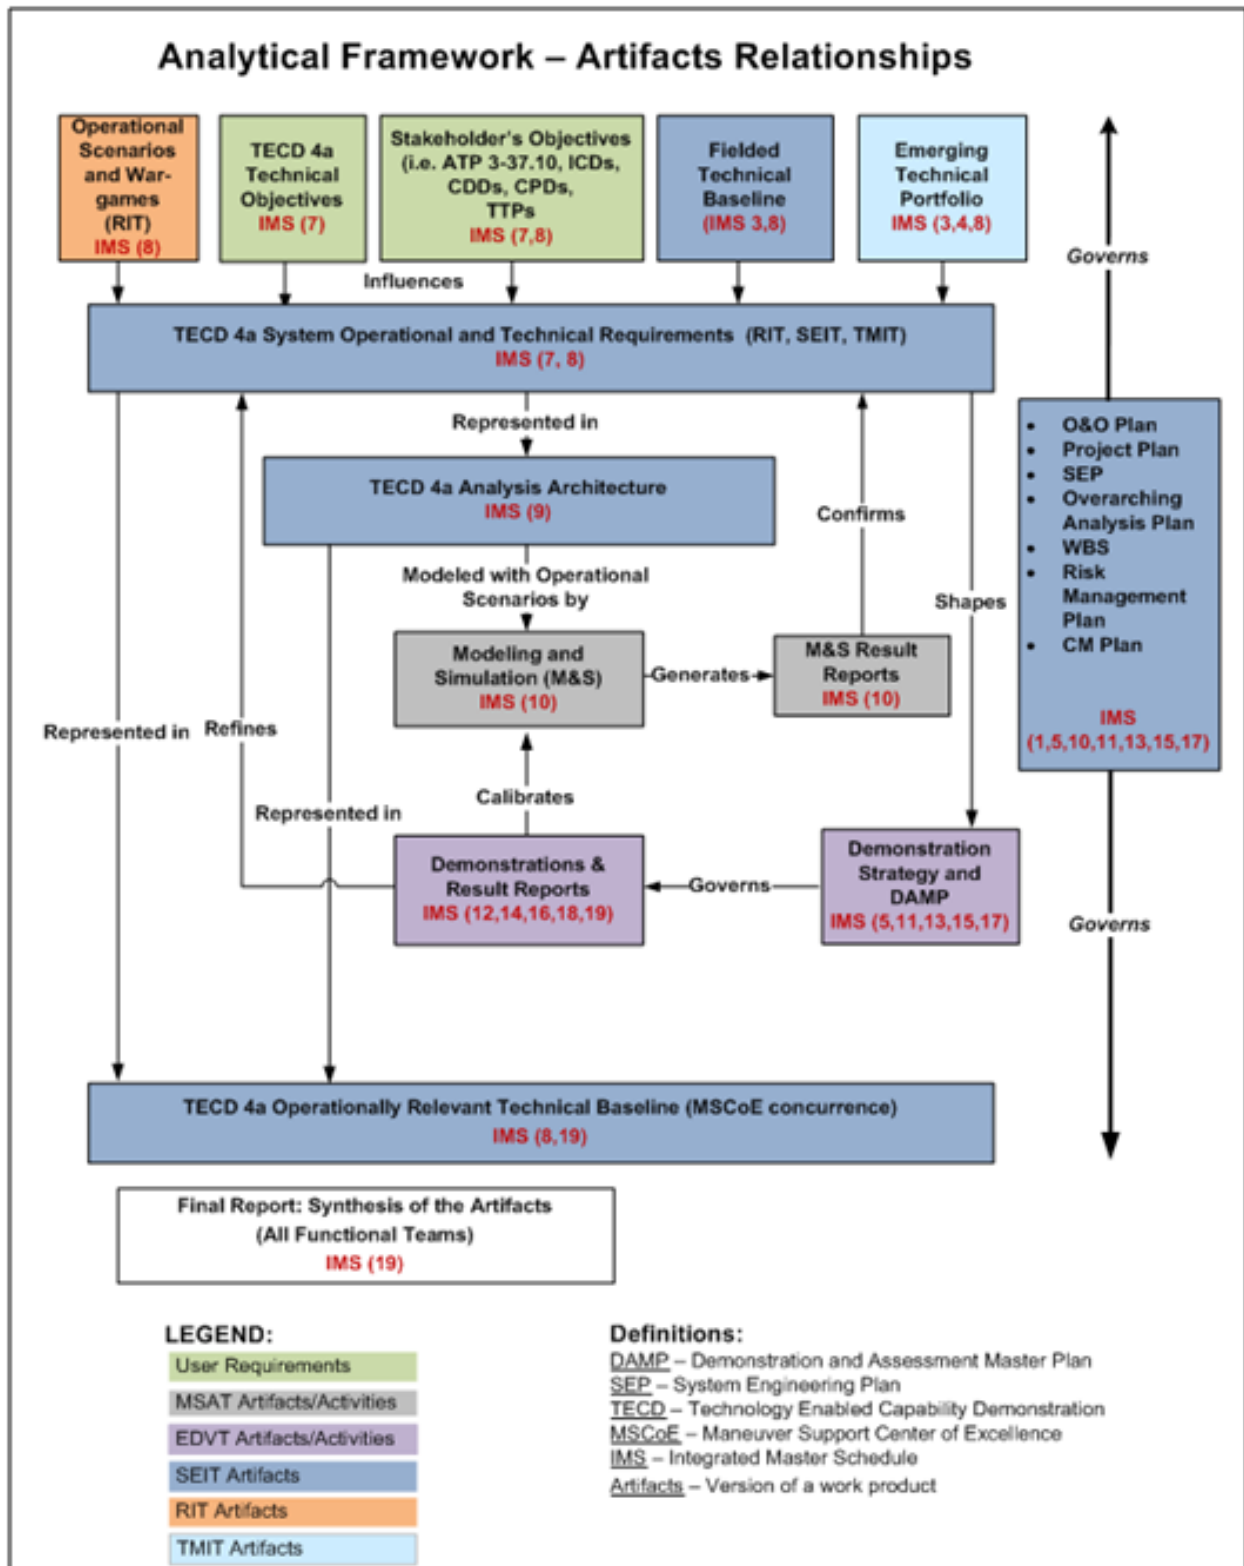 Analytical Framework – Artifacts Relationships
Operational
Scenarios
and War-
games
(RIT)
IMS (8)
TECD 4a
Technical
Objectives
IMS (7)
Stakeholder's Objectives
(i.e. ATP 3-37.10, ICDs,
CDDs, CPDs,
TTPs
IMS (7,8)
Fielded
Technical
Baseline
(IMS 3,8)
Emerging
Technical
Portfolio
IMS (3,4,8)
Governs
Influences
TECD 4a System Operational and Technical Requirements (RIT, SEIT, TMIT)
IMS (7, 8)
Represented in
TECD 4a Analysis Architecture
IMS (9)
Confirms
• O&O Plan
• Project Plan
• SEP
• Overarching
Analysis Plan
• WBS
• Risk
Management
Plan
• CM Plan
IMS
(1,5,10,11,13,15,17)
Modeled with Operational
Scenarios by
Shapes
Modeling and
Simulation (M&S)
IMS (10)
Generates
M&S Result
Reports
IMS (10)
Represented in
Refines
Calibrates
Represented in
Demonstrations &
Result Reports
IMS (12,14,16,18,19)
Governs
Demonstration
Strategy and
DAMP
IMS (5,11,13,15,17)
Governs
TECD 4a Operationally Relevant Technical Baseline (MSCoE concurrence)
IMS (8,19)
Final Report: Synthesis of the Artifacts
(All Functional Teams)
IMS (19)
LEGEND:
User Requirements
MSAT Artifacts/Activities
EDVT Artifacts/Activities
SEIT Artifacts
RIT Artifacts
TMIT Artifacts
Definitions:
DAMP – Demonstration and Assessment Master Plan
SEP – System Engineering Plan
TECD – Technology Enabled Capability Demonstration
MSCoE – Maneuver Support Center of Excellence
IMS – Integrated Master Schedule
Artifacts – Version of a work product